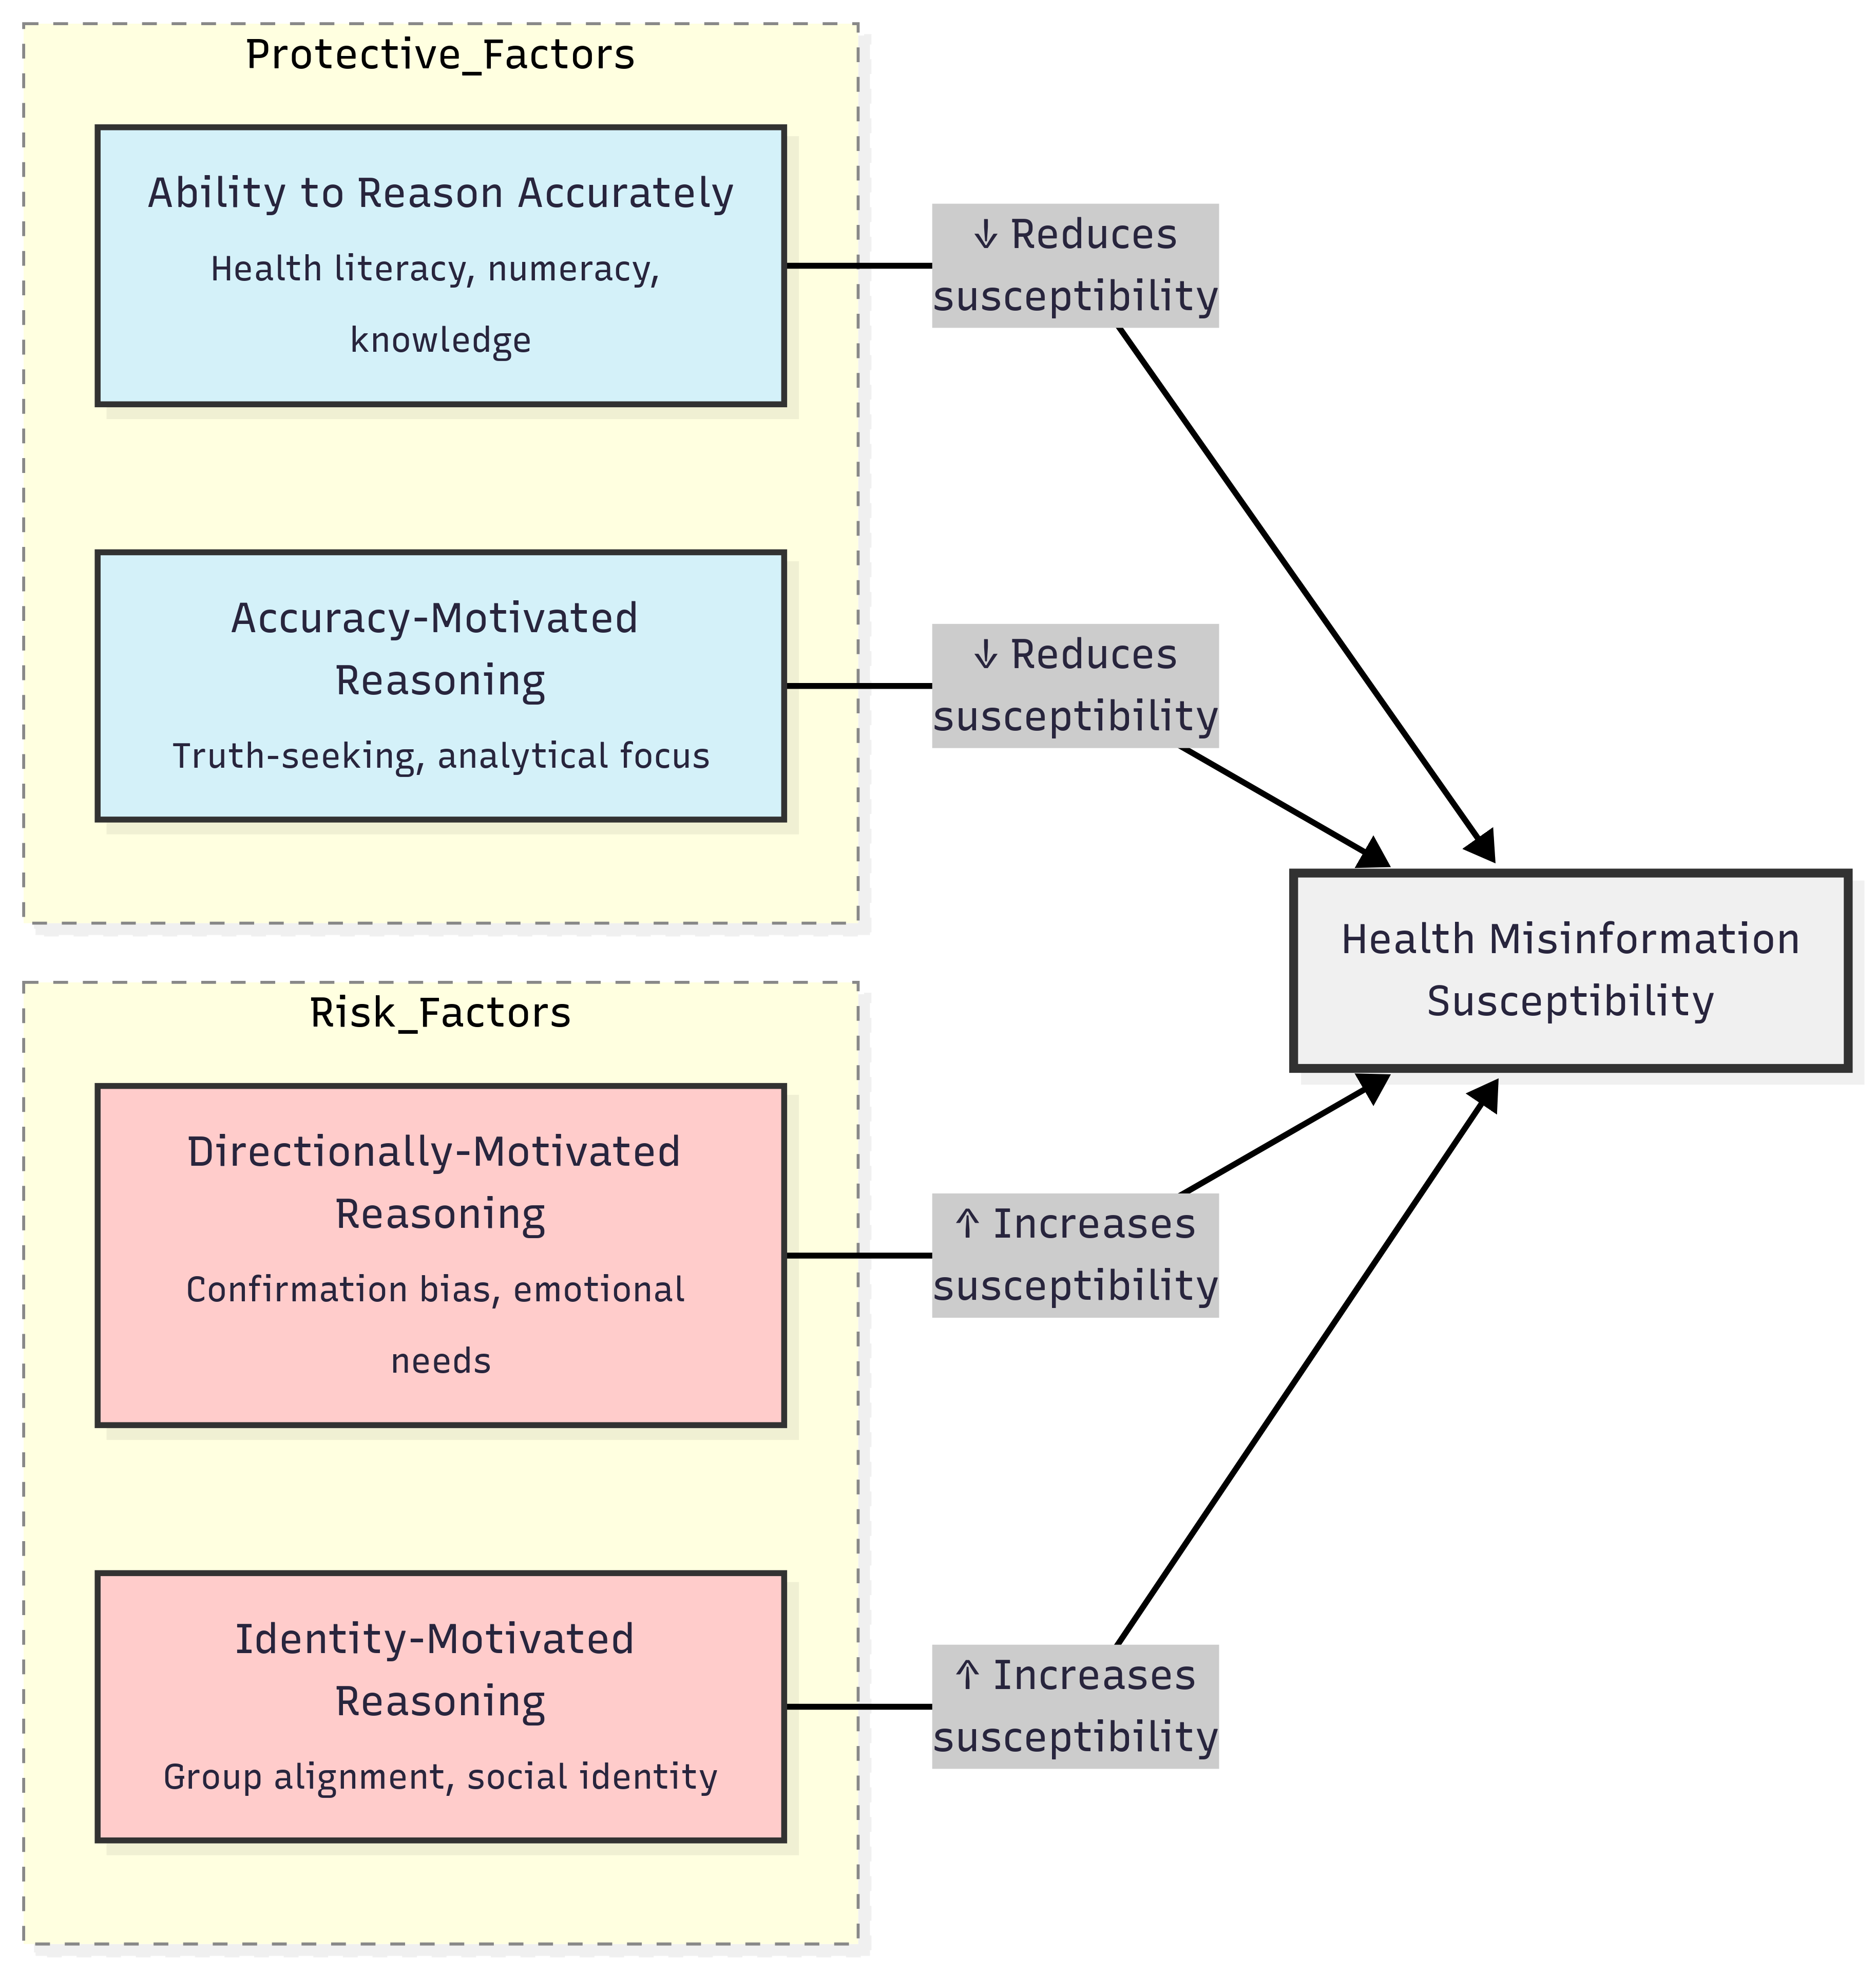 Protective_Factors
Ability to Reason Accurately
Health literacy, numeracy,
knowledge
↓ Reduces
susceptibility
Accuracy-Motivated
Reasoning
Truth-seeking, analytical focus
↓ Reduces
susceptibility
Health Misinformation
Susceptibility
Risk_Factors
Directionally-Motivated
Reasoning
Confirmation bias, emotional
needs
↑ Increases
susceptibility
Identity-Motivated
Reasoning
Group alignment, social identity
↑ Increases
susceptibility